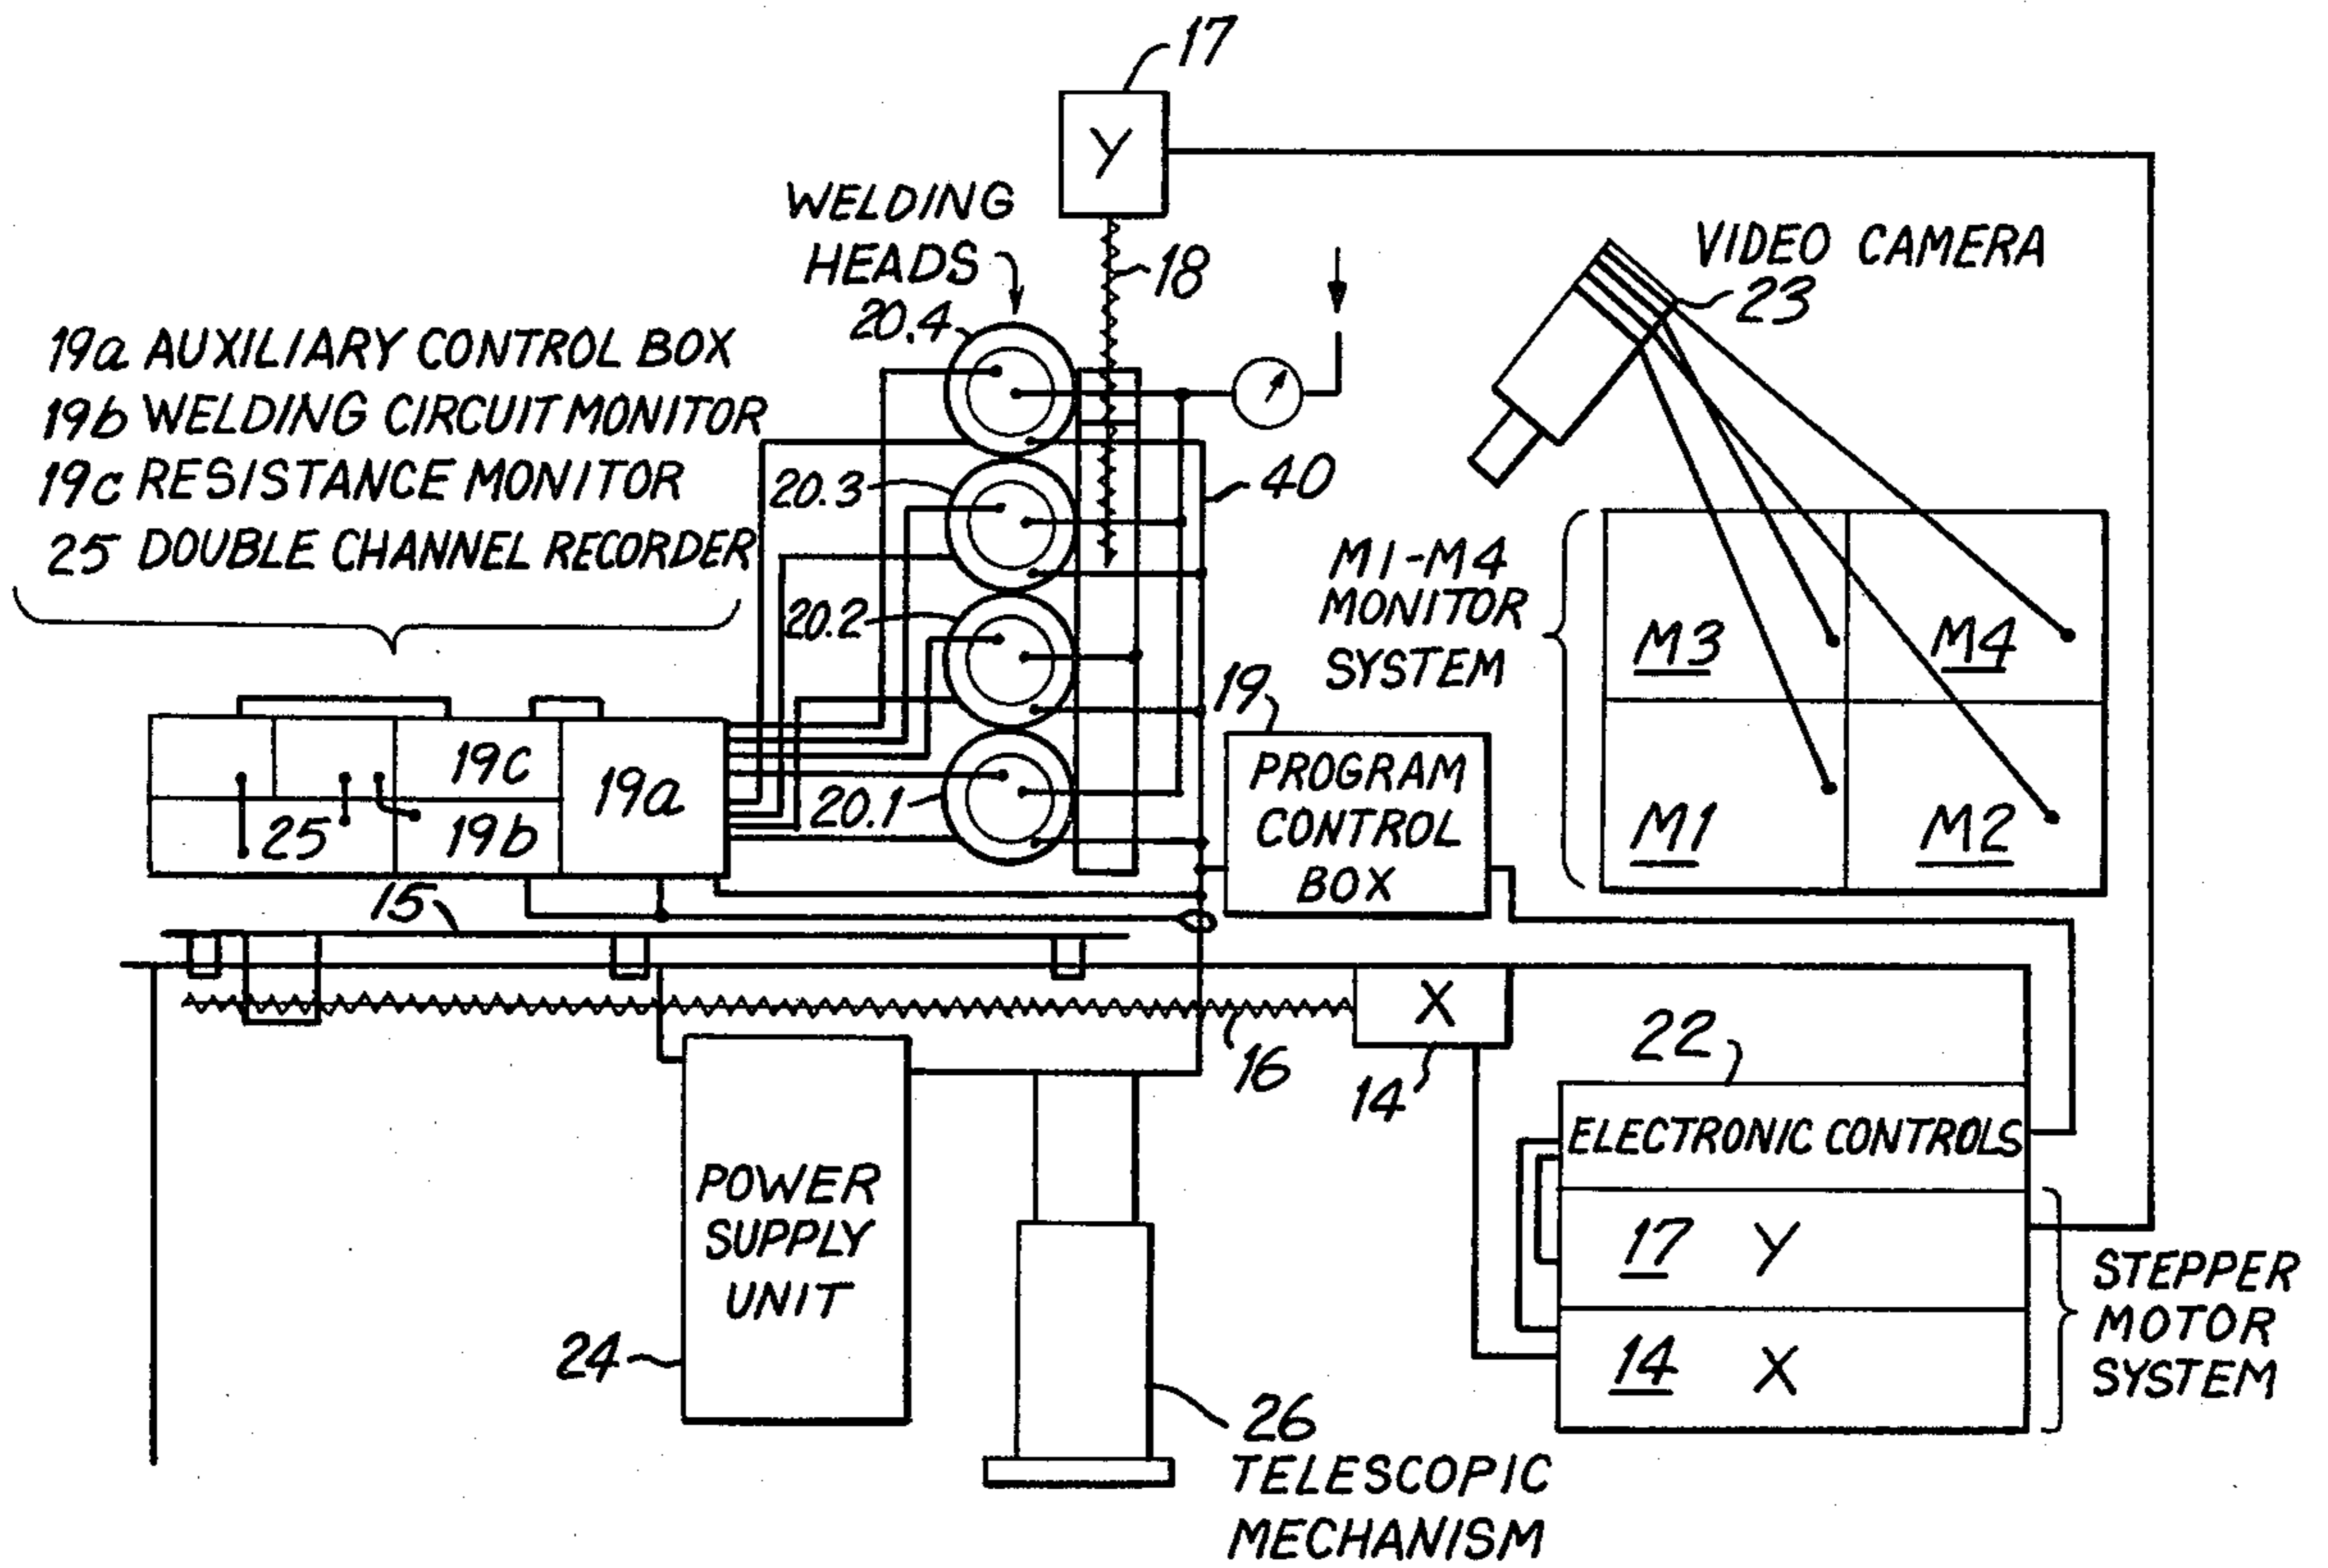 17
Y
WELDING
HEADS
18
VIDEO CAMERA
23
20.4
19a AUXILIARY CONTROL BOX
19b WELDING CIRCUIT MONITOR
19c RESISTANCE MONITOR
25 DOUBLE CHANNEL RECORDER
20.3
40
M1-M4
MONITOR
SYSTEM
20.2
M3
M4
19
PROGRAM
CONTROL
BOX
19c
19a
25
19b
20.1
M1
M2
15
X
16
14
22
ELECTRONIC CONTROLS
17 Y
14 X
STEPPER
MOTOR
SYSTEM
POWER
SUPPLY
UNIT
24
26
TELESCOPIC
MECHANISM